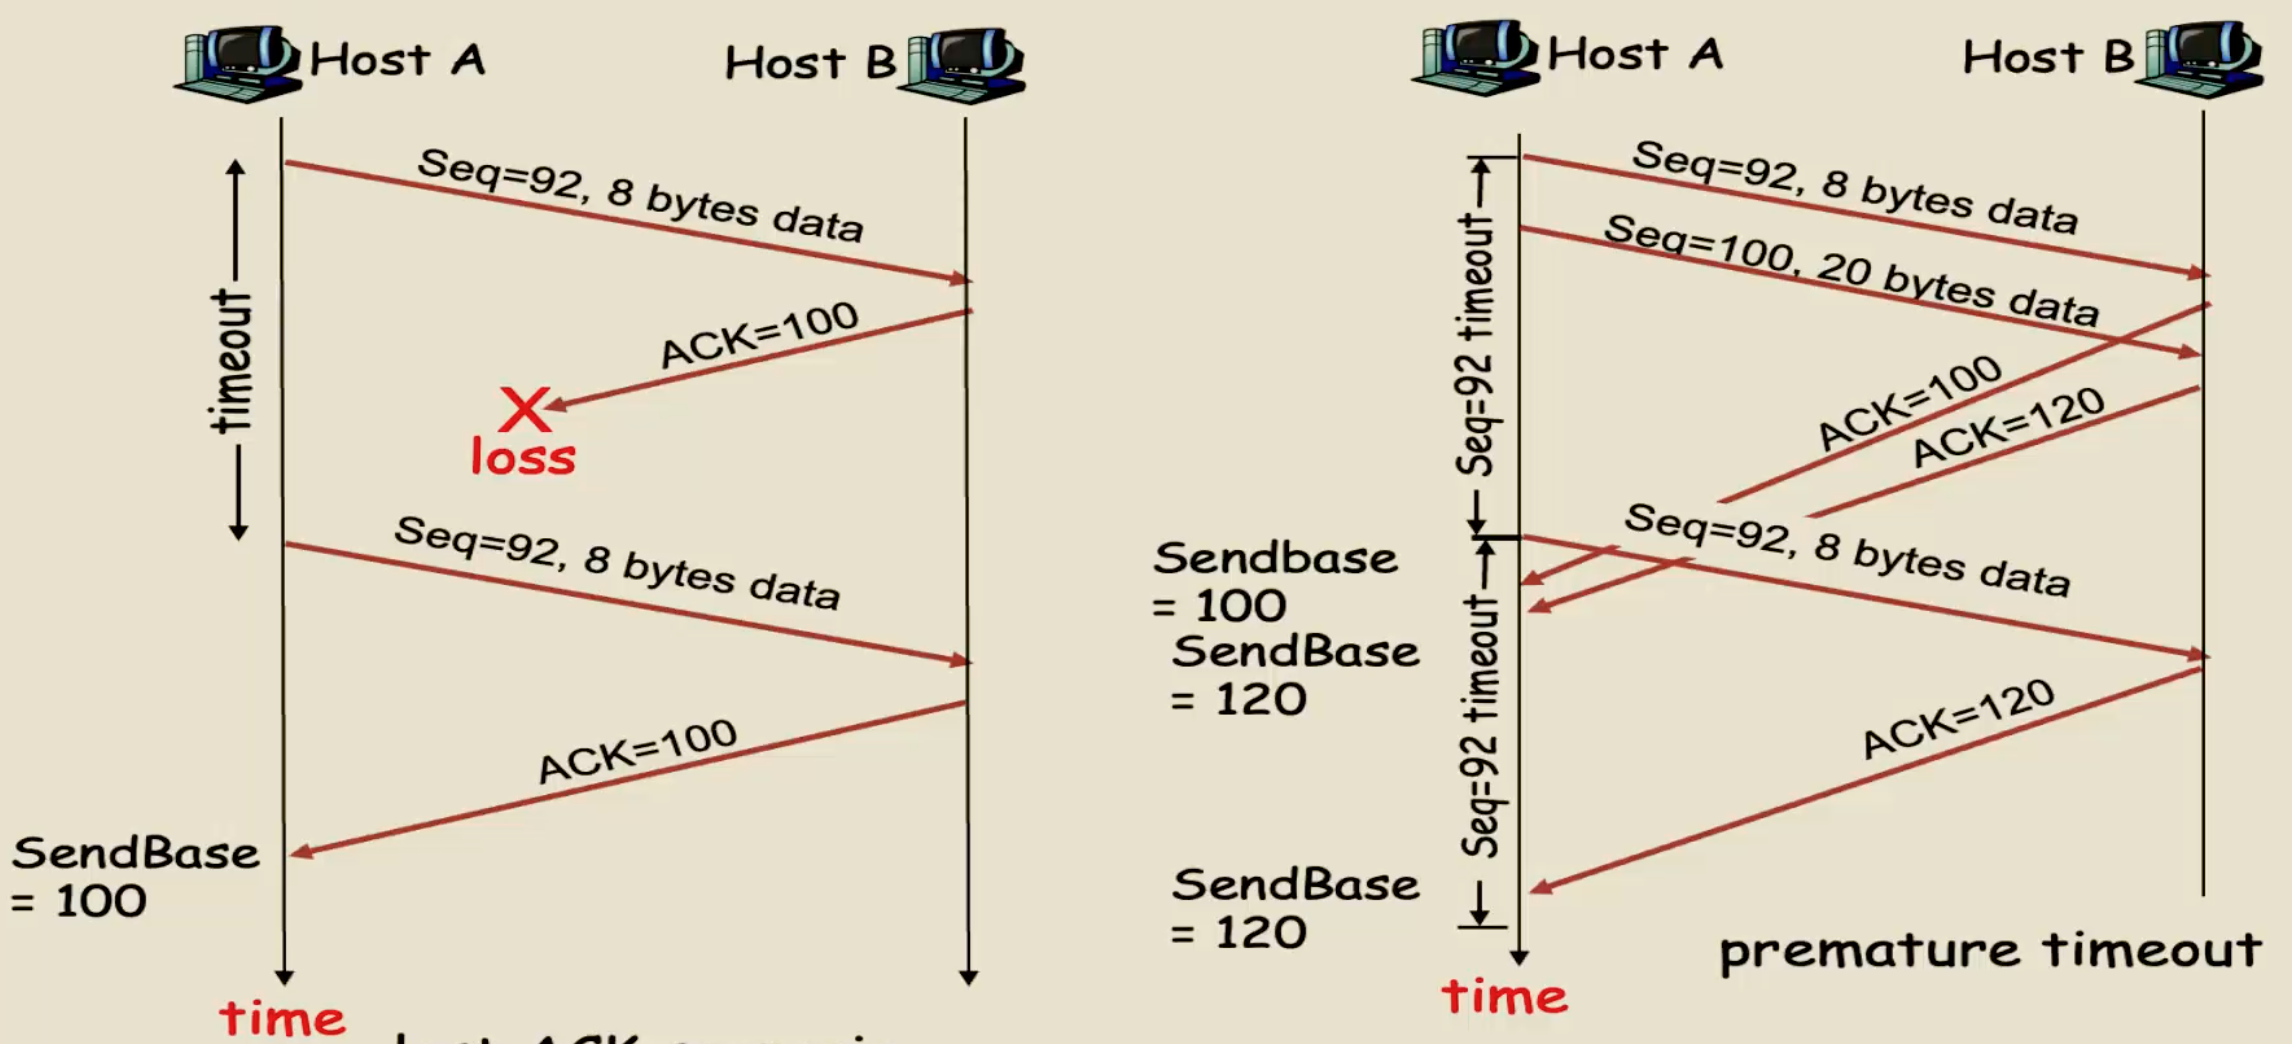 Host A
Host B
Seq=92, 8 bytes data
timeout
ACK=100
X
loss
Seq=92, 8 bytes data
ACK=100
SendBase
= 100
time
ACK
Host A
Host B
Seq=92, 8 bytes data
Seq=100, 20 bytes data
Seq=92 timeout
ACK=100
ACK=120
Seq=92, 8 bytes data
Sendbase
= 100
SendBase
= 120
Seq=92 timeout
ACK=120
SendBase
= 120
premature timeout
time